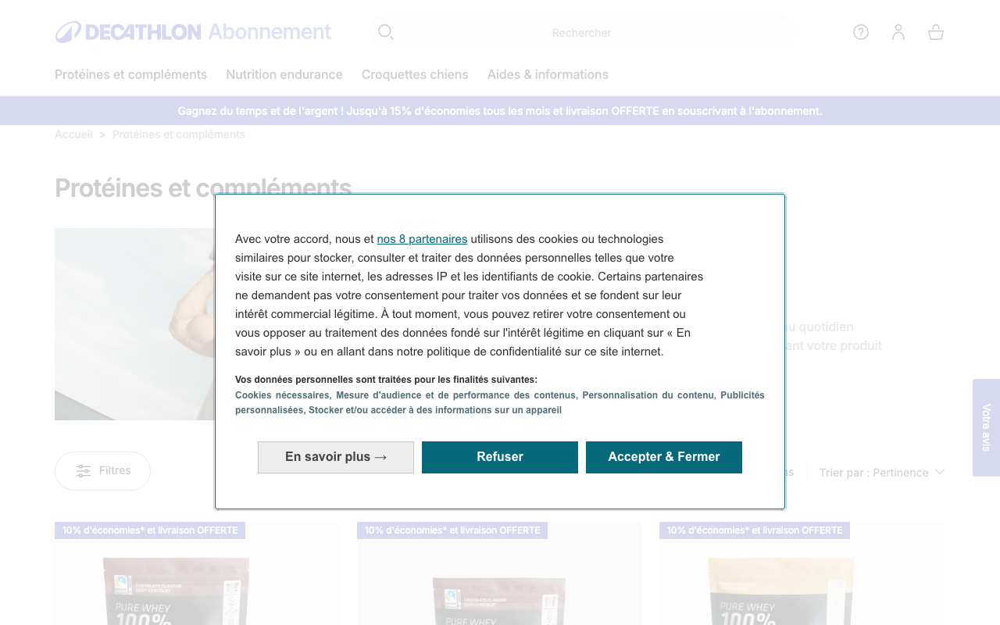 DECATHLON Abonnement
Rechercher
Protéines et compléments Nutrition endurance Croquettes chiens Aides & informations
Gagnez du temps et de l'argent ! Jusqu'à 15% d'économies tous les mois et livraison OFFERTE en souscrivant à l'abonnement.
Accueil > Protéines et compléments
Protéines et compléments
Avec votre accord, nous et nos 8 partenaires utilisons des cookies ou technologies
similaires pour stocker, consulter et traiter des données personnelles telles que votre
visite sur ce site internet, les adresses IP et les identifiants de cookie. Certains partenaires
ne demandent pas votre consentement pour traiter vos données et se fondent sur leur
intérêt commercial légitime. À tout moment, vous pouvez retirer votre consentement ou
vous opposer au traitement des données fondé sur l'intérêt légitime en cliquant sur « En
savoir plus » ou en allant dans notre politique de confidentialité sur ce site internet.
Vos données personnelles sont traitées pour les finalités suivantes:
Cookies nécessaires, Mesure d'audience et de performance des contenus, Personnalisation du contenu, Publicités
personnalisées, Stocker et/ou accéder à des informations sur un appareil
En savoir plus →
Refuser
Accepter & Fermer
quotidien
votre produit
Votre avis
Filtres
Trier par : Pertinence
10% d'économies* et livraison OFFERTE
10% d'économies* et livraison OFFERTE
10% d'économies* et livraison OFFERTE
CHOCOLATE FLAVOUR
GOÛT CHOCOLAT
PURE WHEY
100%
CHOCOLATE FLAVOUR
GOÛT CHOCOLAT
PURE WHEY
PURE WHEY
100%